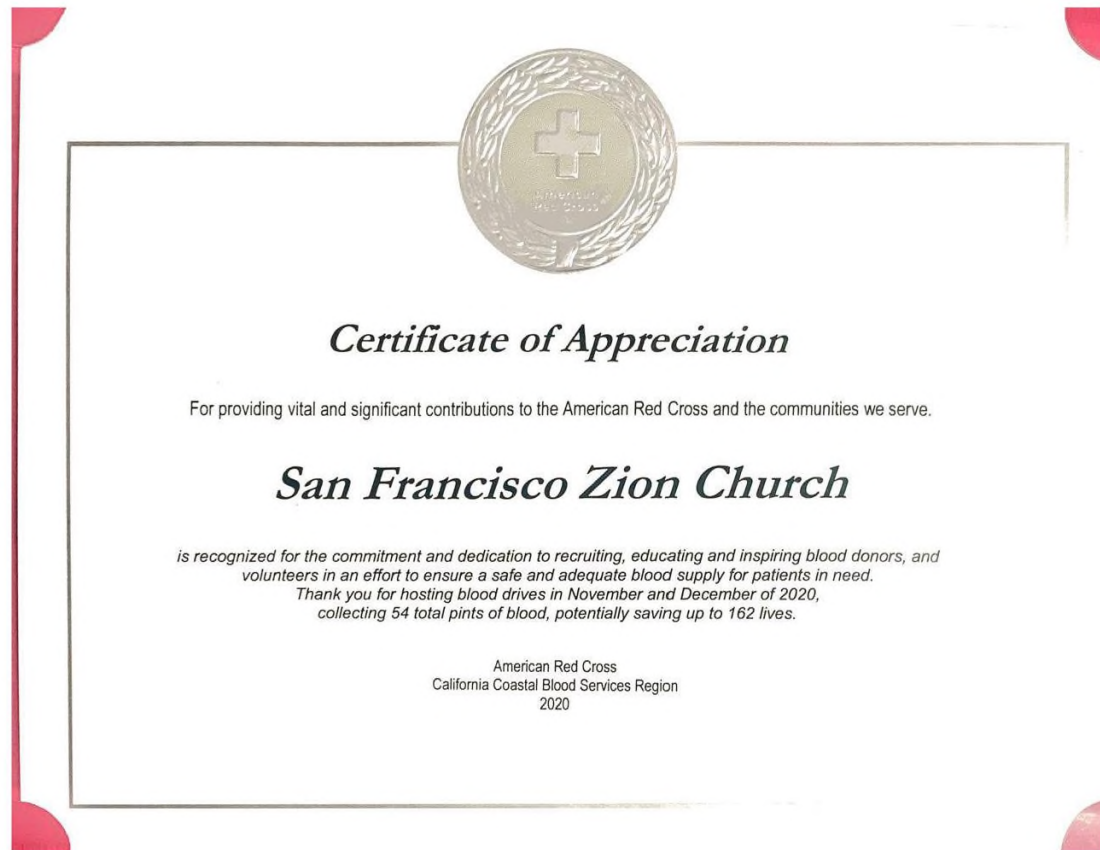 American
Red Cross
Certificate of Appreciation
For providing vital and significant contributions to the American Red Cross and the communities we serve.
San Francisco Zion Church
is recognized for the commitment and dedication to recruiting, educating and inspiring blood donors, and
volunteers in an effort to ensure a safe and adequate blood supply for patients in need.
Thank you for hosting blood drives in November and December of 2020,
collecting 54 total pints of blood, potentially saving up to 162 lives.
American Red Cross
California Coastal Blood Services Region
2020